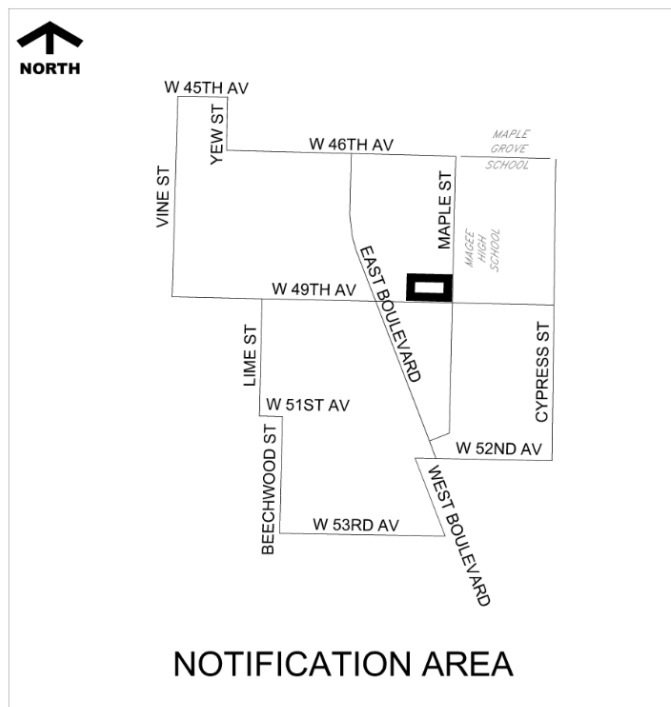 NORTH
W 45TH AV
YEW ST
W 46TH AV
MAPLE
GROVE
SCHOOL
VINE ST
MAPLE ST
MAGEE
HIGH
SCHOOL
EAST BOULEVARD
W 49TH AV
LIME ST
CYPRESS ST
W 51ST AV
BEECHWOOD ST
W 52ND AV
WEST BOULEVARD
W 53RD AV
NOTIFICATION AREA